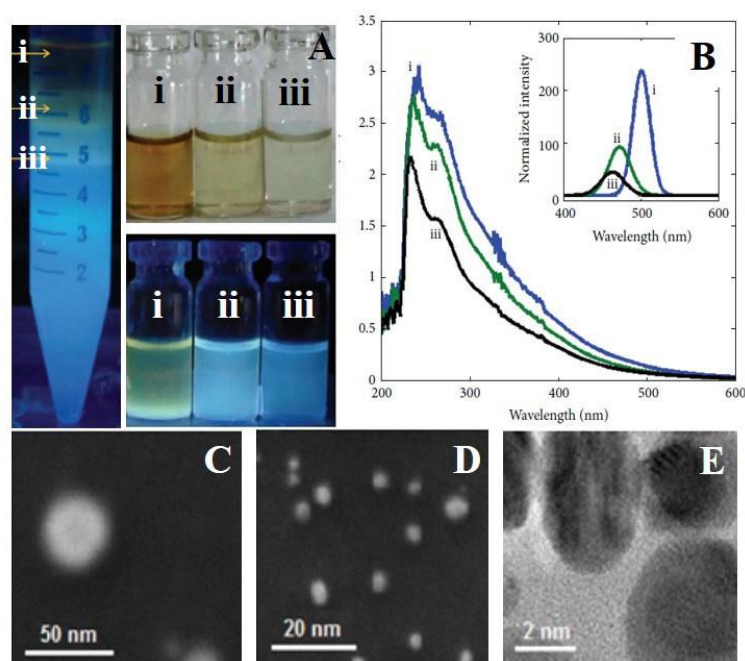 i
ii
iii
6
5
4
3
2
A
i
ii
iii
i
ii
iii
B
3.5
3
2.5
2
1.5
1
0.5
0
200
300
400
500
600
Wavelength (nm)
i
ii
iii
Normalized intensity
300
200
100
0
400
500
600
Wavelength (nm)
i
ii
iii
C
50 nm
D
20 nm
E
2 nm